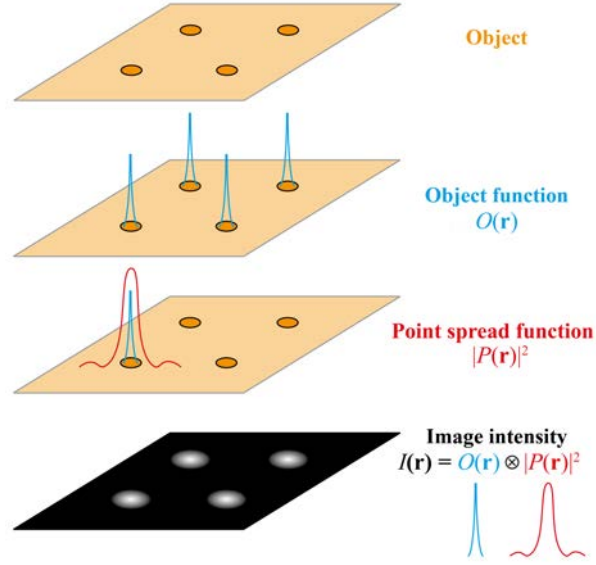 Object
Object function
O(r)
Point spread function
|P(r)|²
Image intensity
I(r) = O(r) ⊗ |P(r)|²